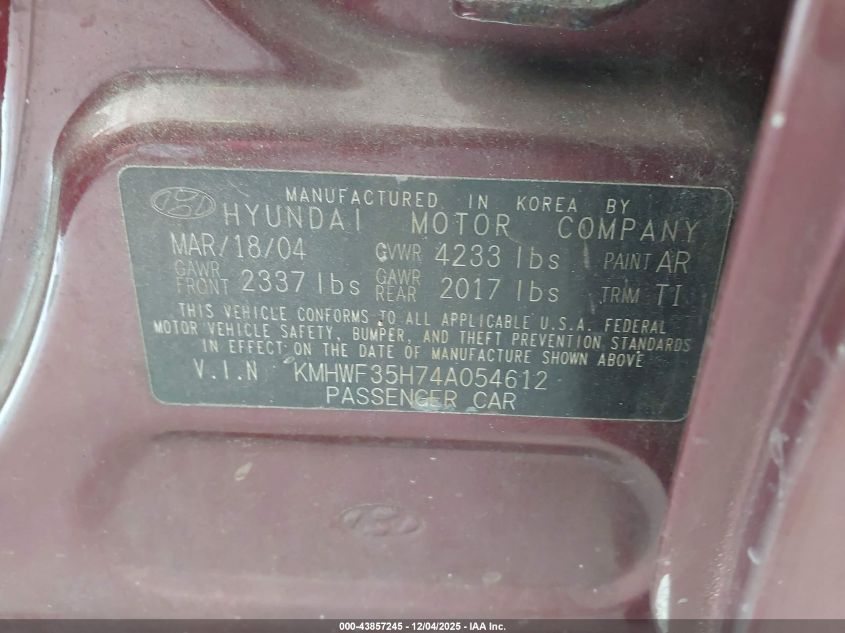 MANUFACTURED IN KOREA BY
HYUNDAI MOTOR COMPANY
MAR/18/04 GVWR 4233 lbs PAINT AR
GAWR FRONT 2337 lbs GAWR REAR 2017 lbs TRIM TI
THIS VEHICLE CONFORMS TO ALL APPLICABLE U.S.A. FEDERAL
MOTOR VEHICLE SAFETY, BUMPER, AND THEFT PREVENTION STANDARDS
IN EFFECT ON THE DATE OF MANUFACTURE SHOWN ABOVE
V.I.N KMHWF35H74A054612
PASSENGER CAR
000-43857245 - 12/04/2025 - IAA Inc.